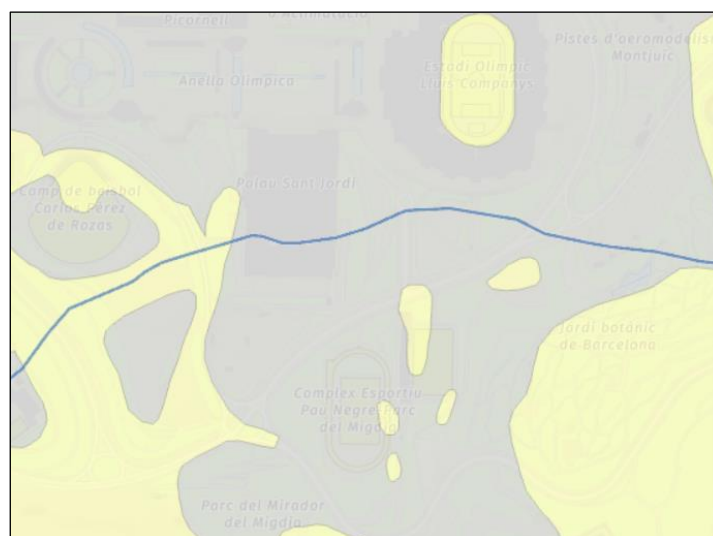 Picornell
Anella Olímpica
Estadi Olímpic
Lluís Companys
Pistes d'aeromodelis
Montjuïc
Camp de beisbol
Carlos Pérez
de Rozas
Palau Sant Jordi
Jardí botànic
de Barcelona
Complex Esportiu
Pau Negre-Parc
del Migdia
Parc del Mirador
del Migdia